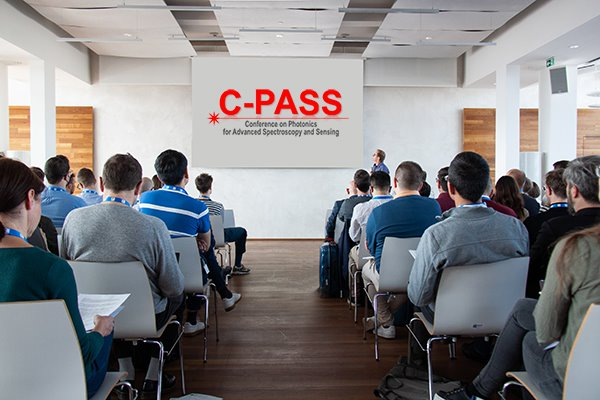 C-PASS
Conference on Photonics
for Advanced Spectroscopy and Sensing